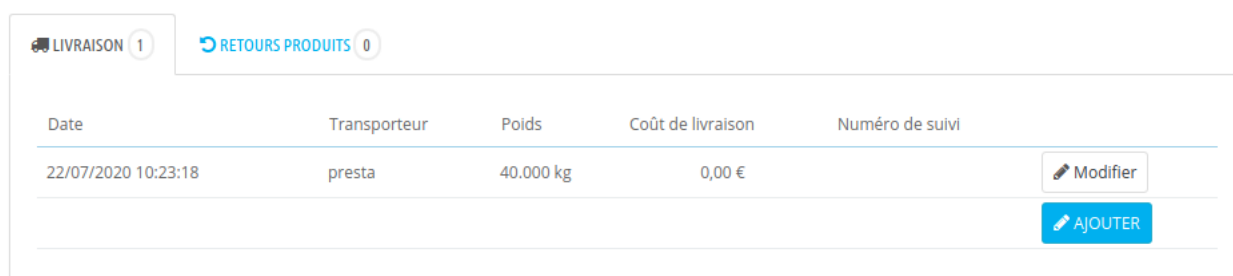 LIVRAISON 1 RETOURS PRODUITS 0
Date Transporteur Poids Coût de livraison Numéro de suivi
22/07/2020 10:23:18 presta 40.000 kg 0,00 € Modifier
AJOUTER